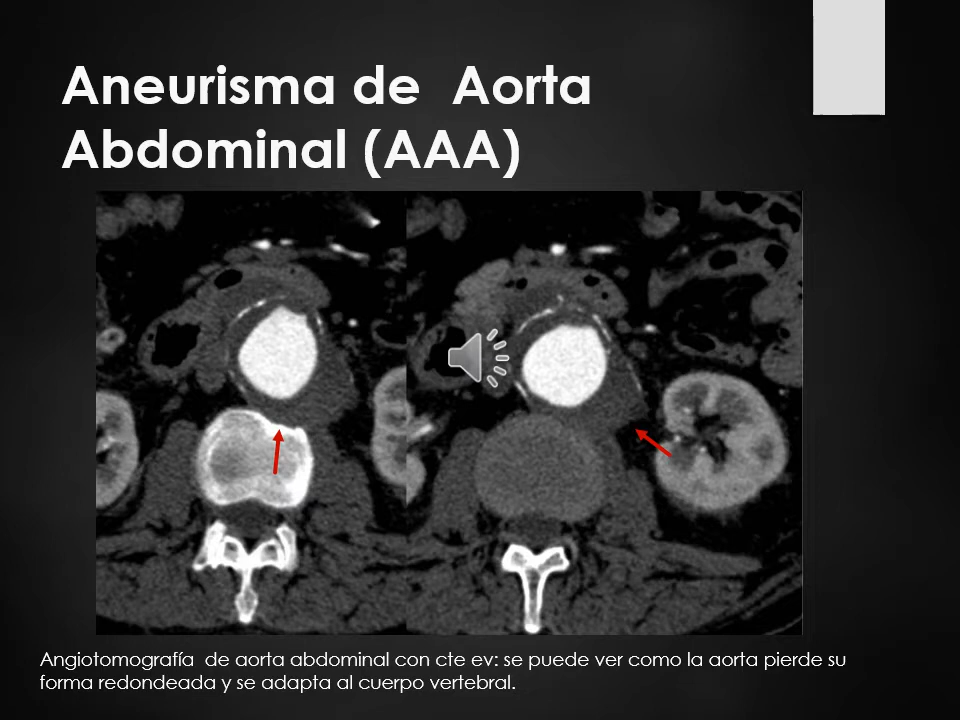 Aneurisma de Aorta
Abdominal (AAA)
Angiotomografía de aorta abdominal con cte ev: se puede ver como la aorta pierde su
forma redondeada y se adapta al cuerpo vertebral.